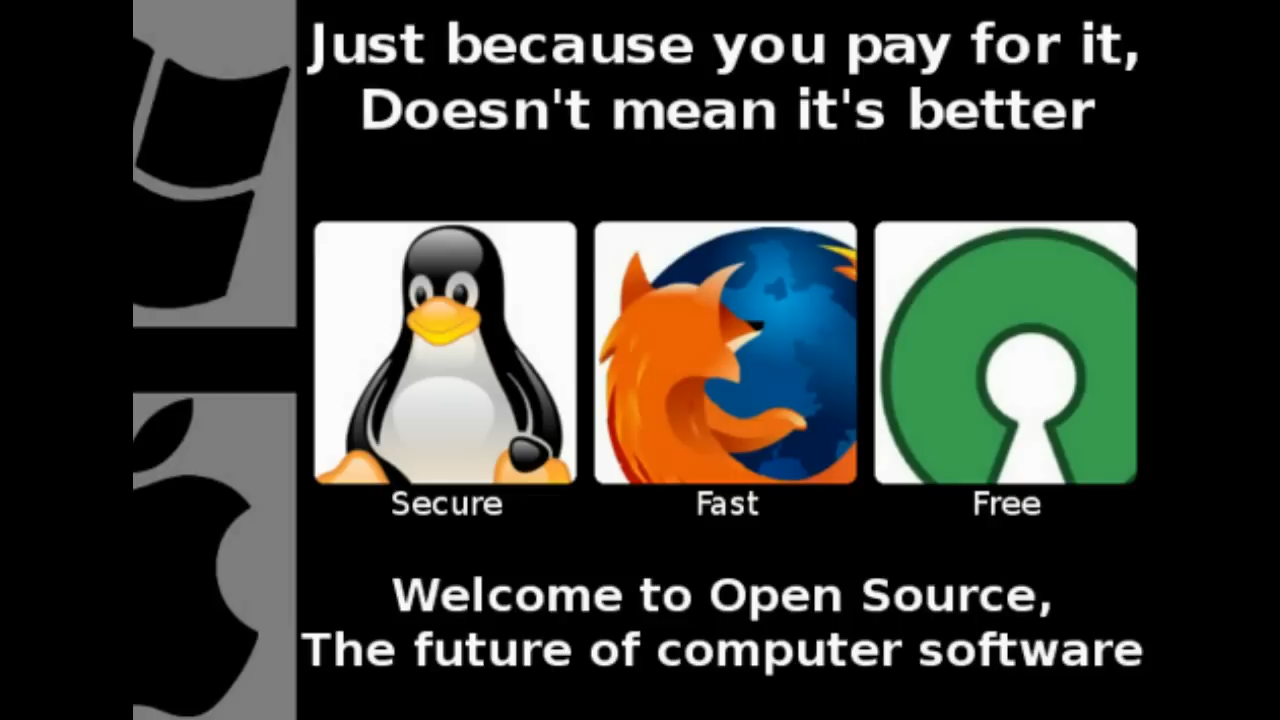 Just because you pay for it,
Doesn't mean it's better
Secure
Fast
Free
Welcome to Open Source,
The future of computer software